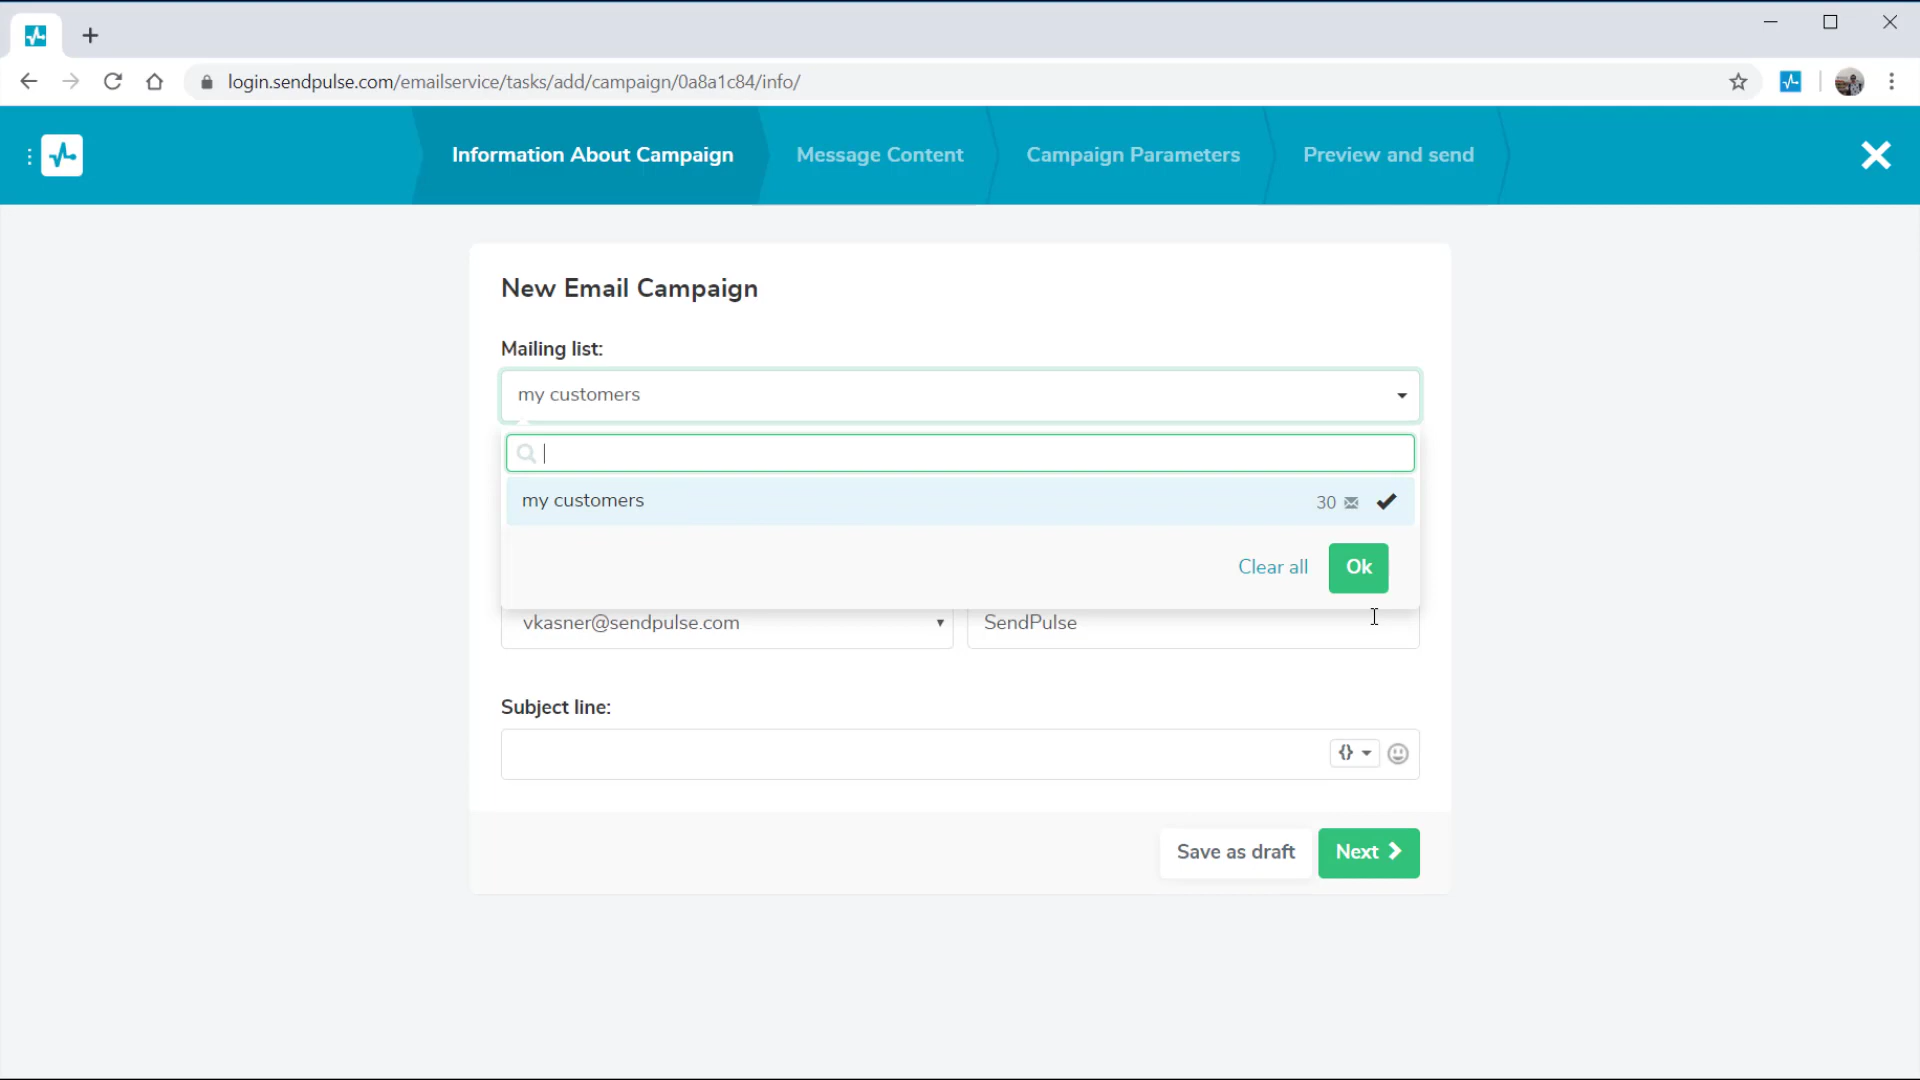 login.sendpulse.com/emailservice/tasks/add/campaign/0a8a1c84/info/
Information About Campaign
Message Content
Campaign Parameters
Preview and send
New Email Campaign
Mailing list:
my customers
my customers 30
Clear all Ok
vkasner@sendpulse.com SendPulse
Subject line:
{}
Save as draft Next